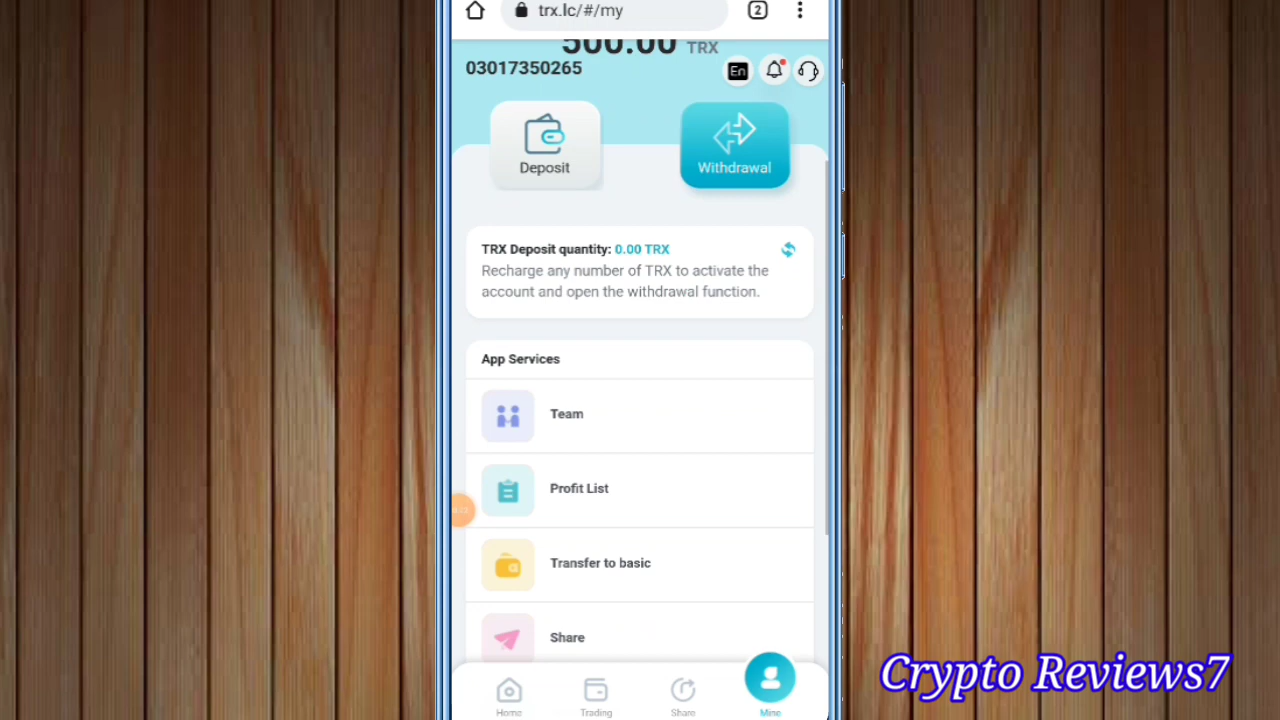 trx.lc/#/my
2
500.00 TRX
03017350265
En
Deposit
Withdrawal
TRX Deposit quantity: 0.00 TRX
Recharge any number of TRX to activate the
account and open the withdrawal function.
App Services
Team
Profit List
Transfer to basic
Share
Home
Trading
Share
Mine
Crypto Reviews7